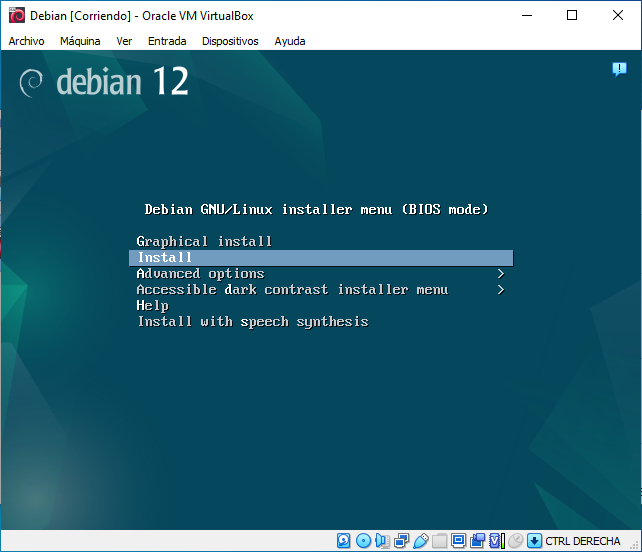 Debian [Corriendo] - Oracle VM VirtualBox
Archivo Máquina Ver Entrada Dispositivos Ayuda
debian 12
Debian GNU/Linux installer menu (BIOS mode)
Graphical install
Install
Advanced options >
Accessible dark contrast installer menu >
Help
Install with speech synthesis
CTRL DERECHA